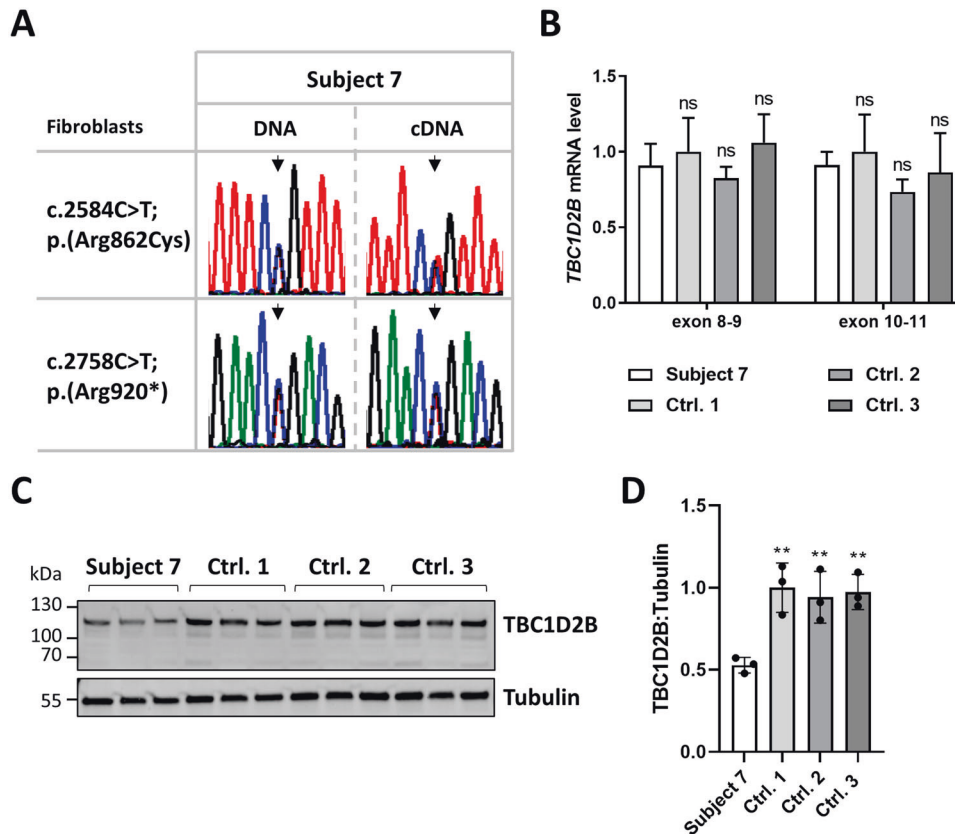 A
Subject 7
Fibroblasts
DNA
cDNA
c.2584C>T;
p.(Arg862Cys)
c.2758C>T;
p.(Arg920*)
B
TBC1D2B mRNA level
1.5
1.0
0.5
0.0
ns
ns
ns
ns
ns
ns
exon 8-9
exon 10-11
Subject 7
Ctrl. 1
Ctrl. 2
Ctrl. 3
C
kDa
Subject 7
Ctrl. 1
Ctrl. 2
Ctrl. 3
130
100
70
55
TBC1D2B
Tubulin
D
TBC1D2B:Tubulin
1.5
1.0
0.5
0.0
**
**
**
Subject 7
Ctrl. 1
Ctrl. 2
Ctrl. 3